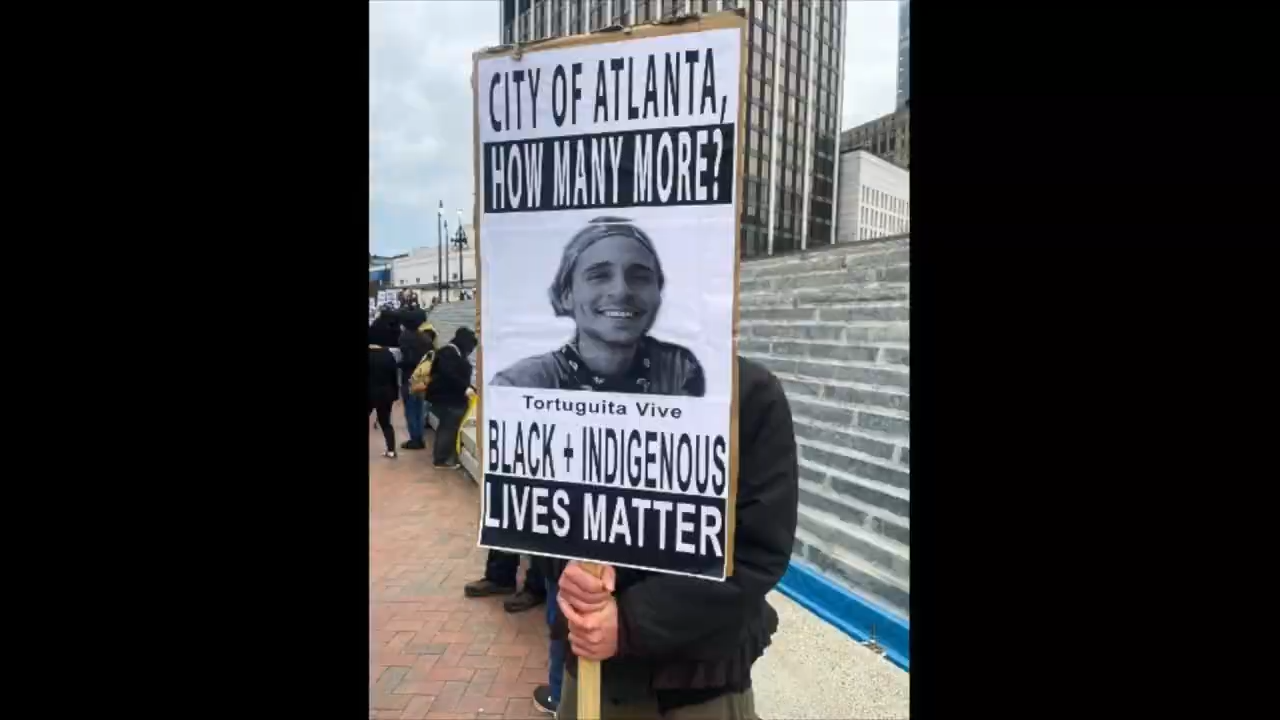 CITY OF ATLANTA,
HOW MANY MORE?
Tortuguita Vive
BLACK + INDIGENOUS
LIVES MATTER